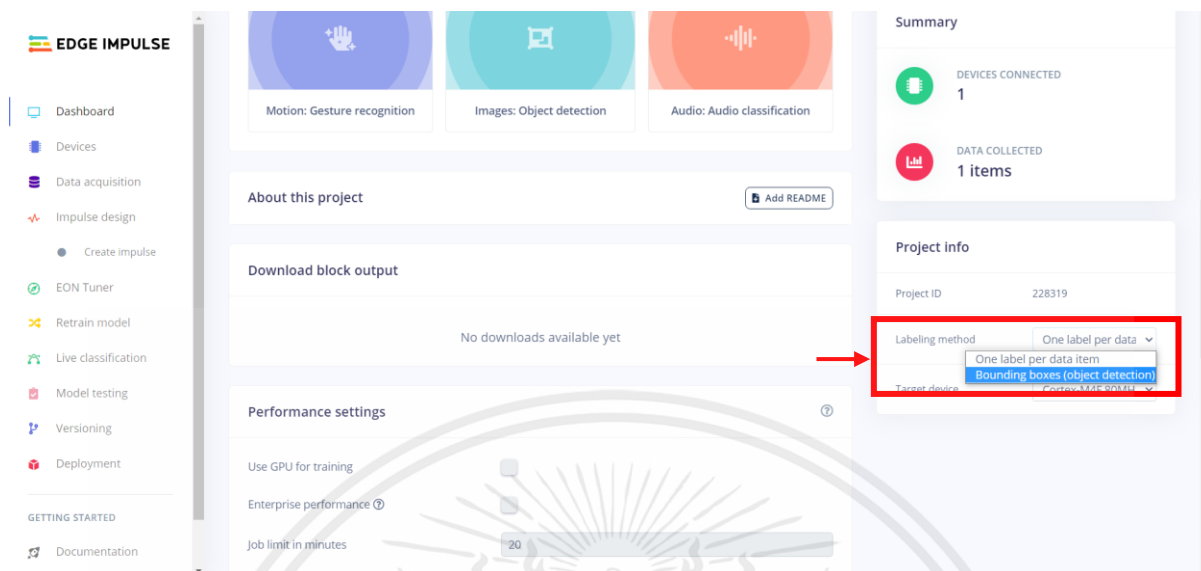 EDGE IMPULSE
Dashboard
Devices
Data acquisition
Impulse design
Create impulse
EON Tuner
Retrain model
Live classification
Model testing
Versioning
Deployment
GETTING STARTED
Documentation
Motion: Gesture recognition
Images: Object detection
Audio: Audio classification
About this project
Add README
Download block output
No downloads available yet
Performance settings
Use GPU for training
Enterprise performance
Job limit in minutes 20
Summary
DEVICES CONNECTED
1
DATA COLLECTED
1 items
Project info
Project ID 228319
Labeling method One label per data
One label per data item
Bounding boxes (object detection)
Target device Cortex-M4F 80MH